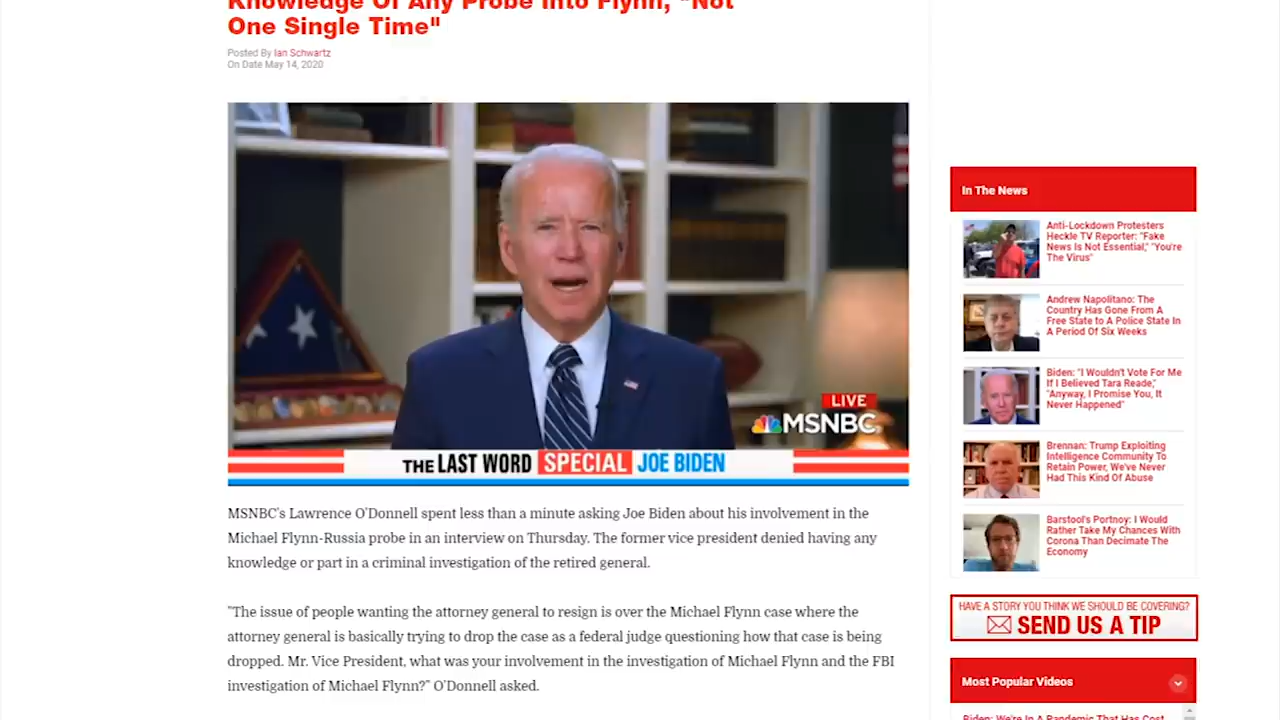 Knowledge Of Any Probe Into Flynn, "Not
One Single Time"
Posted By Ian Schwartz
On Date May 14, 2020
LIVE
MSNBC
THE LAST WORD SPECIAL JOE BIDEN
MSNBC's Lawrence O'Donnell spent less than a minute asking Joe Biden about his involvement in the
Michael Flynn-Russia probe in an interview on Thursday. The former vice president denied having any
knowledge or part in a criminal investigation of the retired general.
"The issue of people wanting the attorney general to resign is over the Michael Flynn case where the
attorney general is basically trying to drop the case as a federal judge questioning how that case is being
dropped. Mr. Vice President, what was your involvement in the investigation of Michael Flynn and the FBI
investigation of Michael Flynn?" O'Donnell asked.
In The News
Anti-Lockdown Protesters
Heckle TV Reporter: "Fake
News Is Not Essential," "You're
The Virus"
Andrew Napolitano: The
Country Has Gone From A
Free State to A Police State In
A Period Of Six Weeks
Biden: "I Wouldn't Vote For Me
If I Believed Tara Reade,"
"Anyway, I Promise You, It
Never Happened"
Brennan: Trump Exploiting
Intelligence Community To
Retain Power, We've Never
Had This Kind Of Abuse
Barstool's Portnoy: I Would
Rather Take My Chances With
Corona Than Decimate The
Economy
HAVE A STORY YOU THINK WE SHOULD BE COVERING?
SEND US A TIP
Most Popular Videos
Biden: We're In A Pandemic That Has Cost